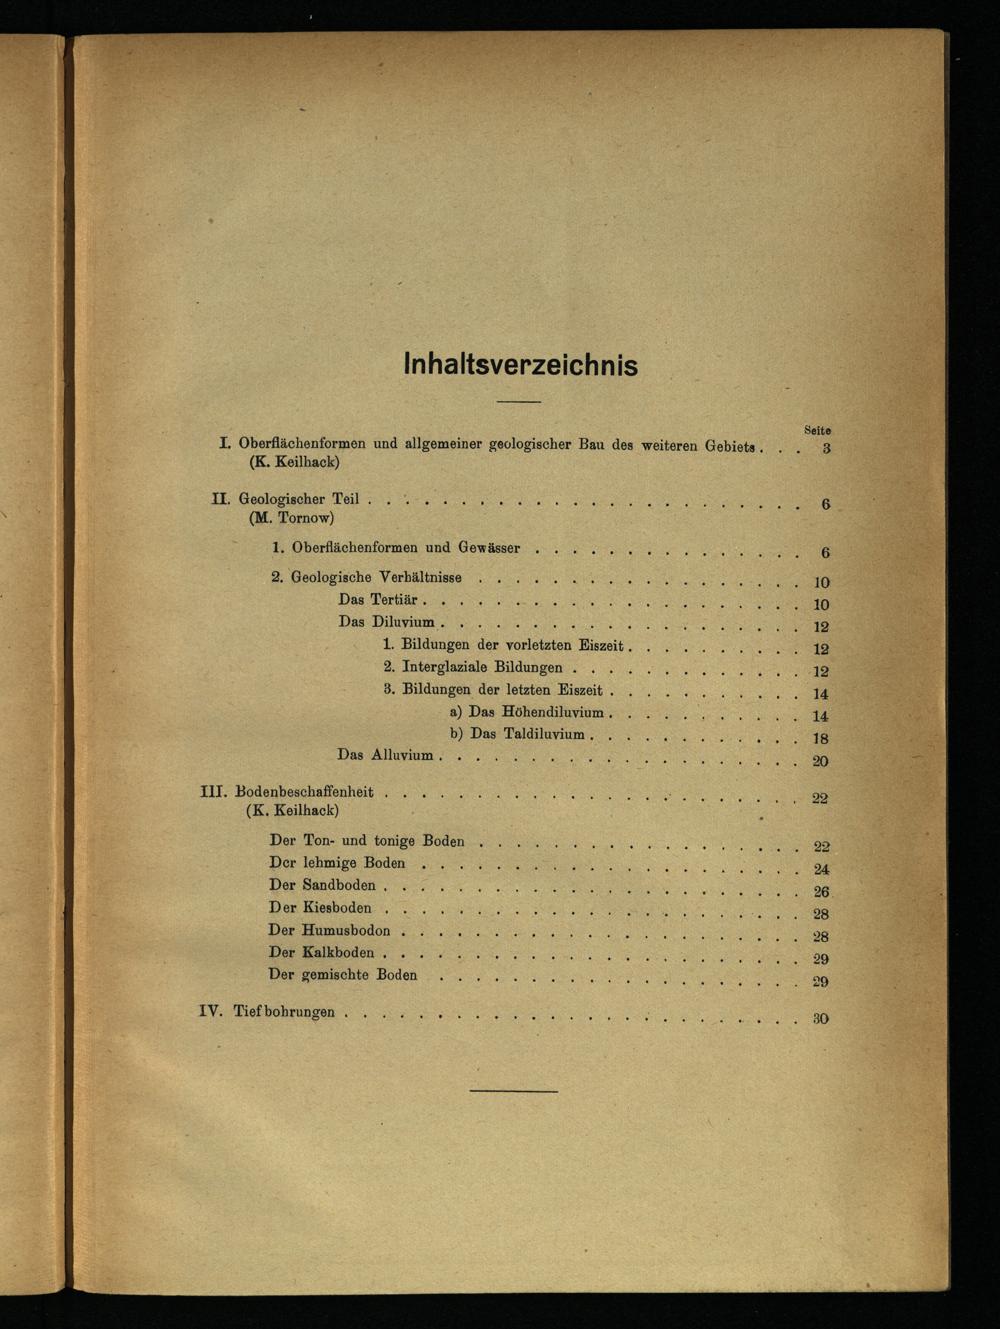 Inhaltsverzeichnis
Seite
I. Oberflächenformen und allgemeiner geologischer Bau des weiteren Gebiets . . . 3
(K. Keilhack)
II. Geologischer Teil . . . . . . . . . . . . . . . . . . . . . . . . 6
(M. Tornow)
1. Oberflächenformen und Gewässer . . . . . . . . . . . . . . . 6
2. Geologische Verhältnisse . . . . . . . . . . . . . . . . . . 10
Das Tertiär . . . . . . . . . . . . . . . . . . . . . 10
Das Diluvium . . . . . . . . . . . . . . . . . . . . 12
1. Bildungen der vorletzten Eiszeit . . . . . . . . . . 12
2. Interglaziale Bildungen . . . . . . . . . . . . . 12
3. Bildungen der letzten Eiszeit . . . . . . . . . . . 14
a) Das Höhendiluvium . . . . . . . . . . . 14
b) Das Taldiluvium . . . . . . . . . . . . 18
Das Alluvium . . . . . . . . . . . . . . . . . . . . 20
III. Bodenbeschaffenheit . . . . . . . . . . . . . . . . . . . . . . . 22
(K. Keilhack)
Der Ton- und tonige Boden . . . . . . . . . . . . . . . . . . 22
Der lehmige Boden . . . . . . . . . . . . . . . . . . . . . 24
Der Sandboden . . . . . . . . . . . . . . . . . . . . . . . 26
Der Kiesboden . . . . . . . . . . . . . . . . . . . . . . . 28
Der Humusbodon . . . . . . . . . . . . . . . . . . . . . . 28
Der Kalkboden . . . . . . . . . . . . . . . . . . . . . . . 29
Der gemischte Boden . . . . . . . . . . . . . . . . . . . . 29
IV. Tiefbohrungen . . . . . . . . . . . . . . . . . . . . . . . . . 30